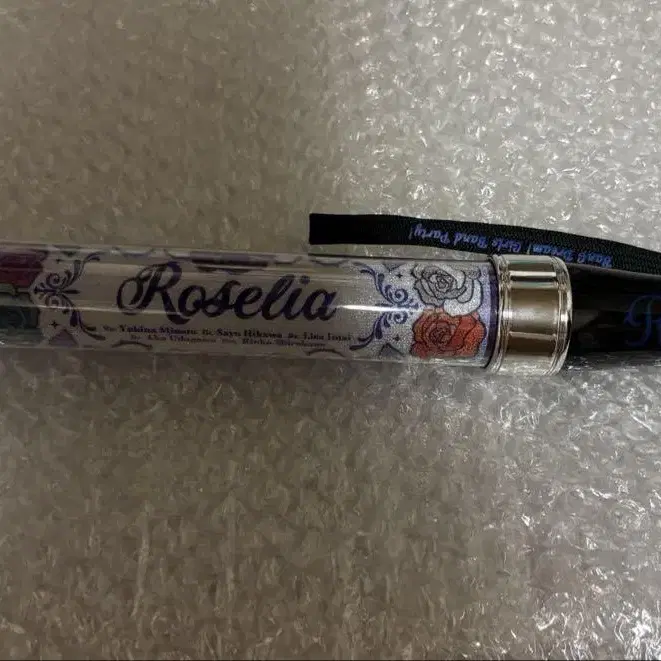 Roselia
Vo. Yukina Minato Gt. Sayo Hikawa Ba. Lisa Imai
Dr. Ako Udagawa Key. Rinko Shirokane
BanG Dream! Girls Band Party!